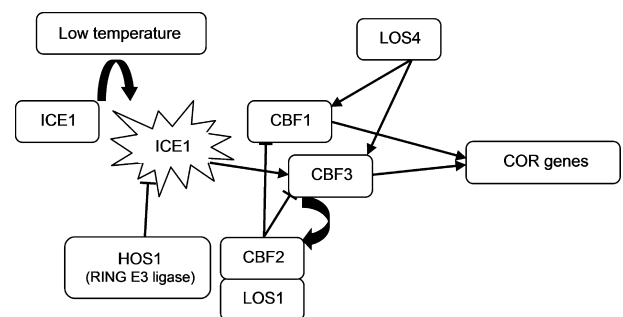 Low temperature
LOS4
ICE1
CBF1
ICE1
COR genes
CBF3
HOS1
(RING E3 ligase)
CBF2
LOS1